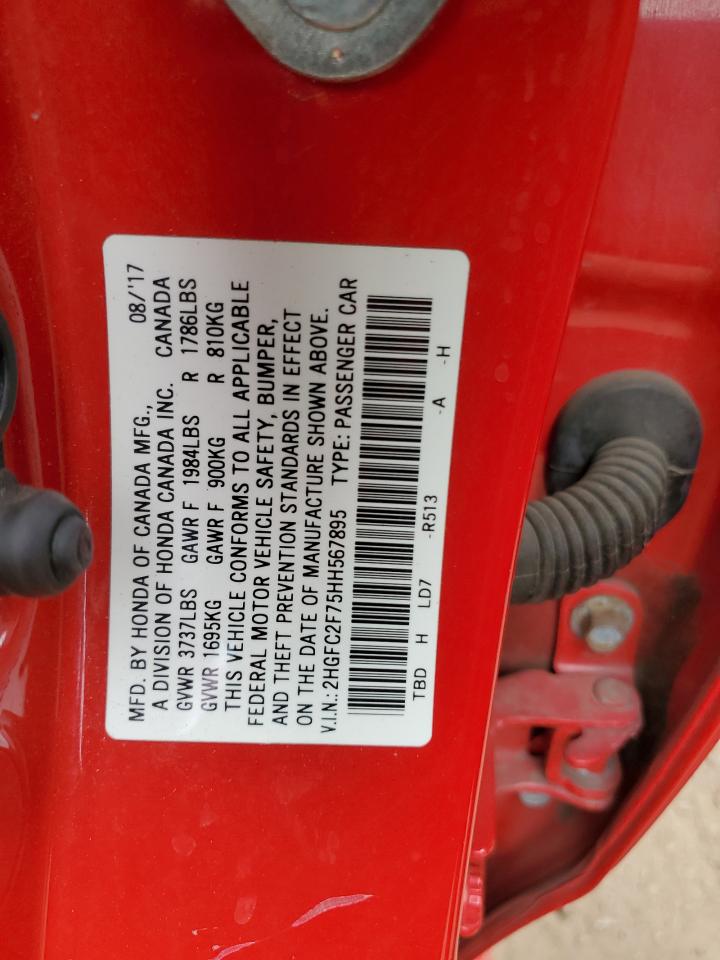 MFD. BY HONDA OF CANADA MFG., 08/'17
A DIVISION OF HONDA CANADA INC. CANADA
GVWR 3737LBS GAWR F 1984LBS R 1786LBS
GVWR 1695KG GAWR F 900KG R 810KG
THIS VEHICLE CONFORMS TO ALL APPLICABLE
FEDERAL MOTOR VEHICLE SAFETY, BUMPER,
AND THEFT PREVENTION STANDARDS IN EFFECT
ON THE DATE OF MANUFACTURE SHOWN ABOVE.
V.I.N.: 2HGFC2F75HH567895 TYPE: PASSENGER CAR
TBD H LD7 -R513 -A -H